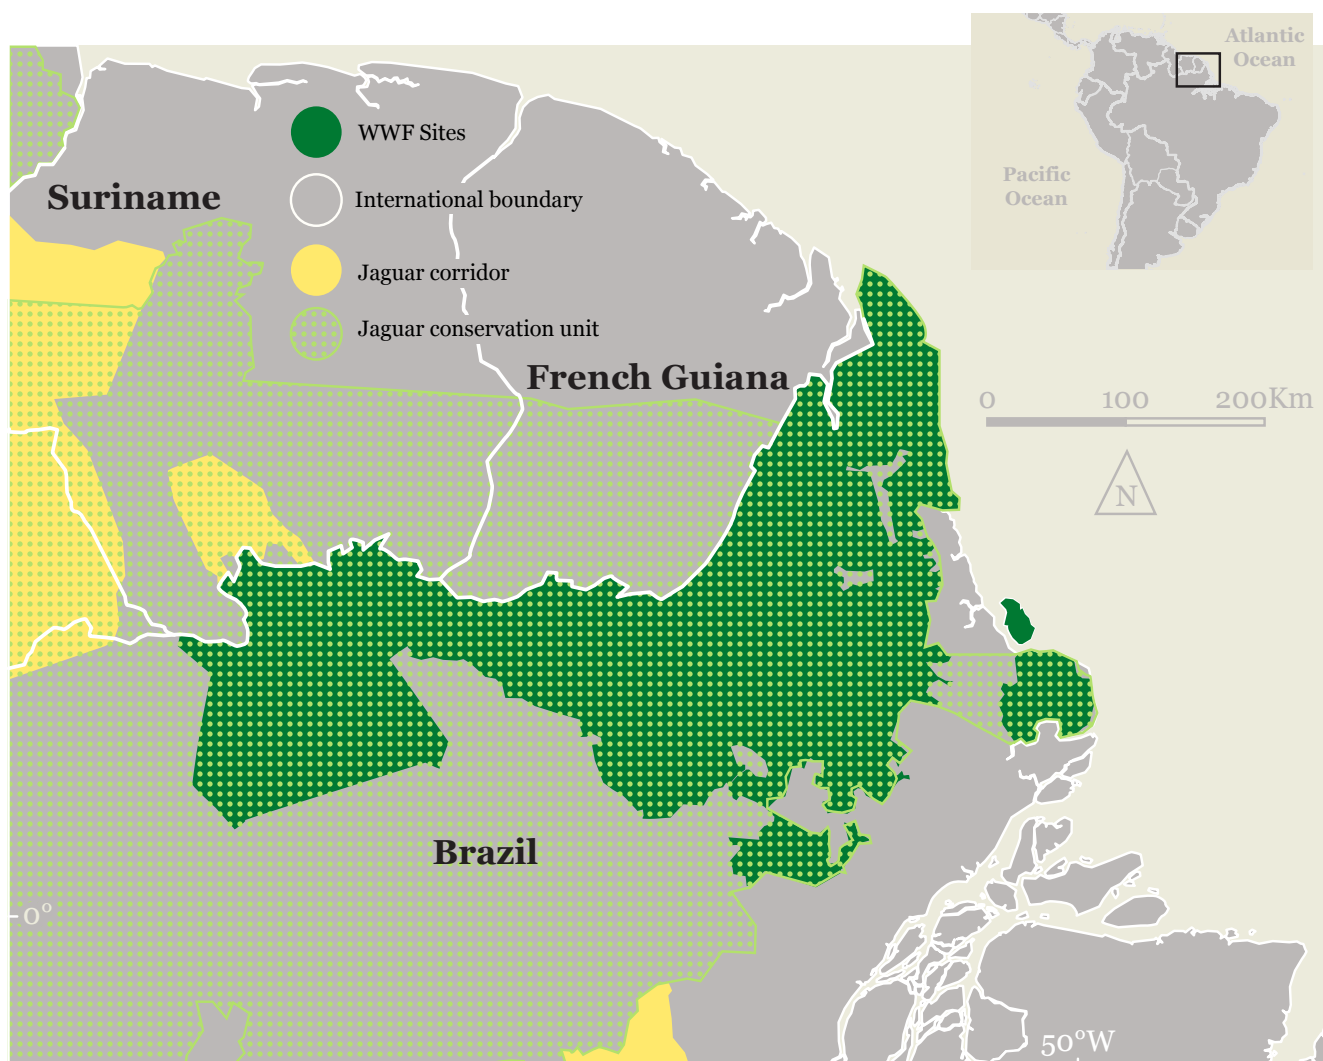 Atlantic
Ocean
Pacific
Ocean
WWF Sites
Suriname
International boundary
Jaguar corridor
Jaguar conservation unit
French Guiana
0 100 200Km
N
Brazil
0°
50°W